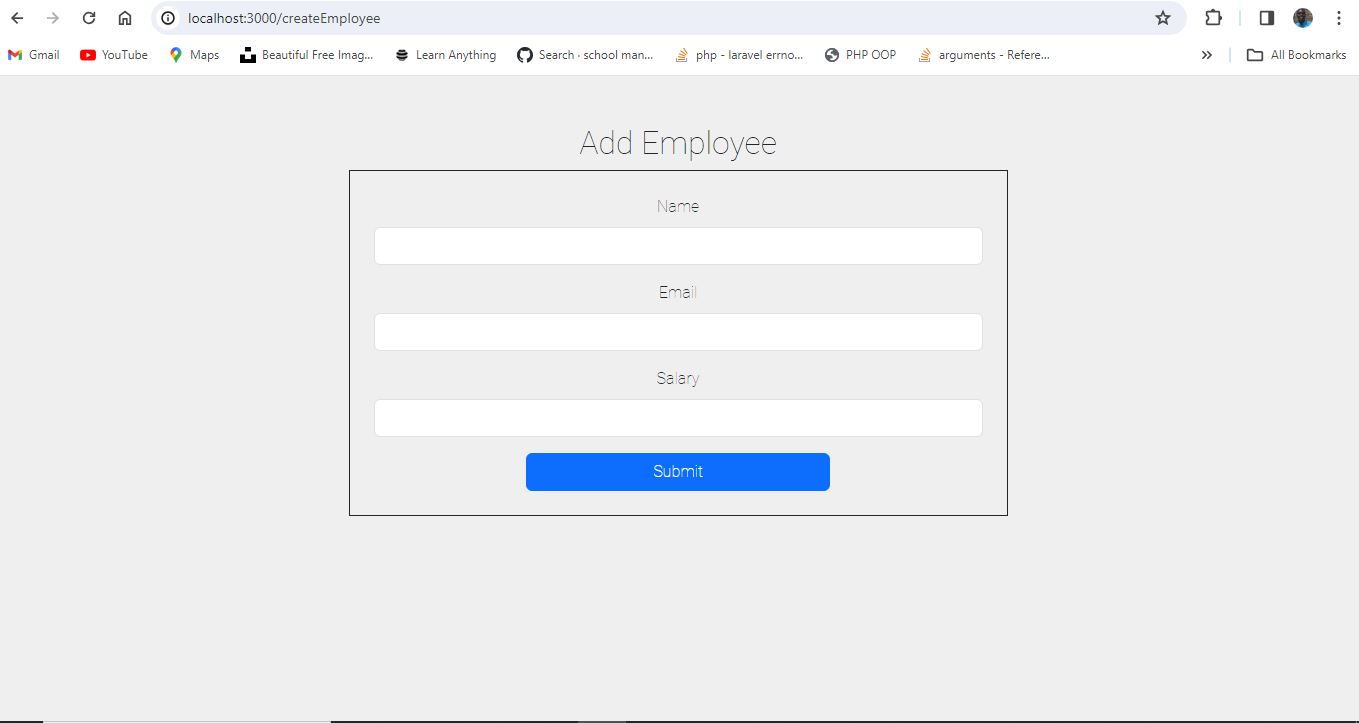 localhost:3000/createEmployee
Gmail YouTube Maps Beautiful Free Imag... Learn Anything Search · school man... php - laravel errno... PHP OOP arguments - Refere... » All Bookmarks
Add Employee
Name
Email
Salary
Submit